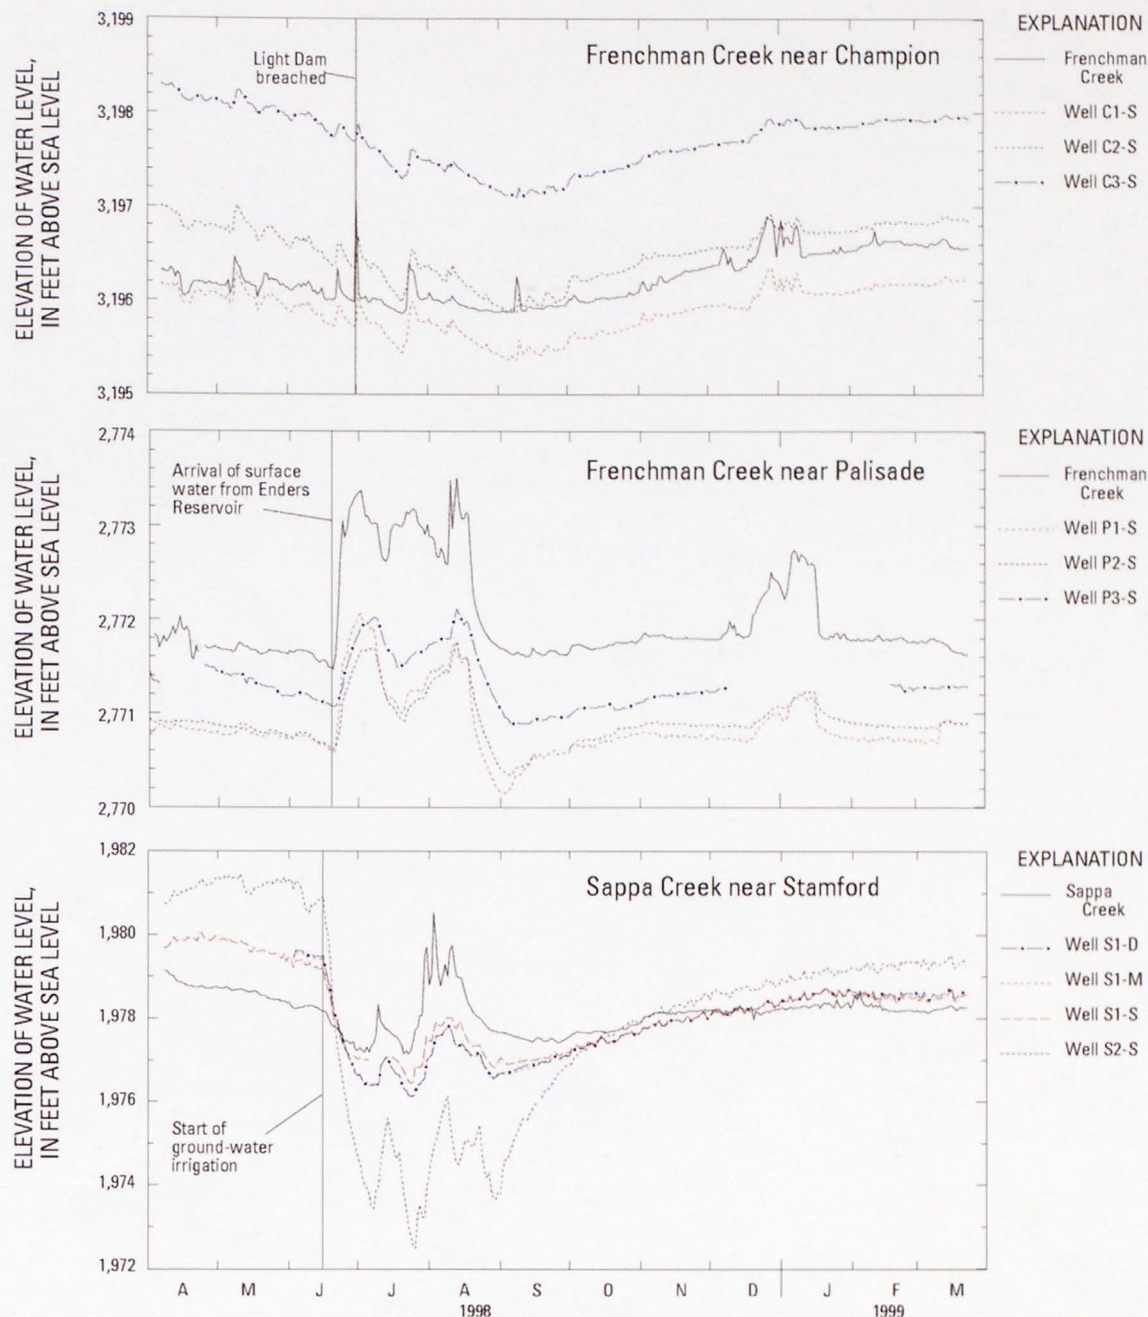 ELEVATION OF WATER LEVEL,
IN FEET ABOVE SEA LEVEL
3,199
3,198
3,197
3,196
3,195
Light Dam
breached
Frenchman Creek near Champion
EXPLANATION
Frenchman
Creek
Well C1-S
Well C2-S
Well C3-S
ELEVATION OF WATER LEVEL,
IN FEET ABOVE SEA LEVEL
2,774
2,773
2,772
2,771
2,770
Arrival of surface
water from Enders
Reservoir
Frenchman Creek near Palisade
EXPLANATION
Frenchman
Creek
Well P1-S
Well P2-S
Well P3-S
ELEVATION OF WATER LEVEL,
IN FEET ABOVE SEA LEVEL
1,982
1,980
1,978
1,976
1,974
1,972
Sappa Creek near Stamford
Start of
ground-water
irrigation
EXPLANATION
Sappa
Creek
Well S1-D
Well S1-M
Well S1-S
Well S2-S
A M J J A S O N D J F M
1998 1999